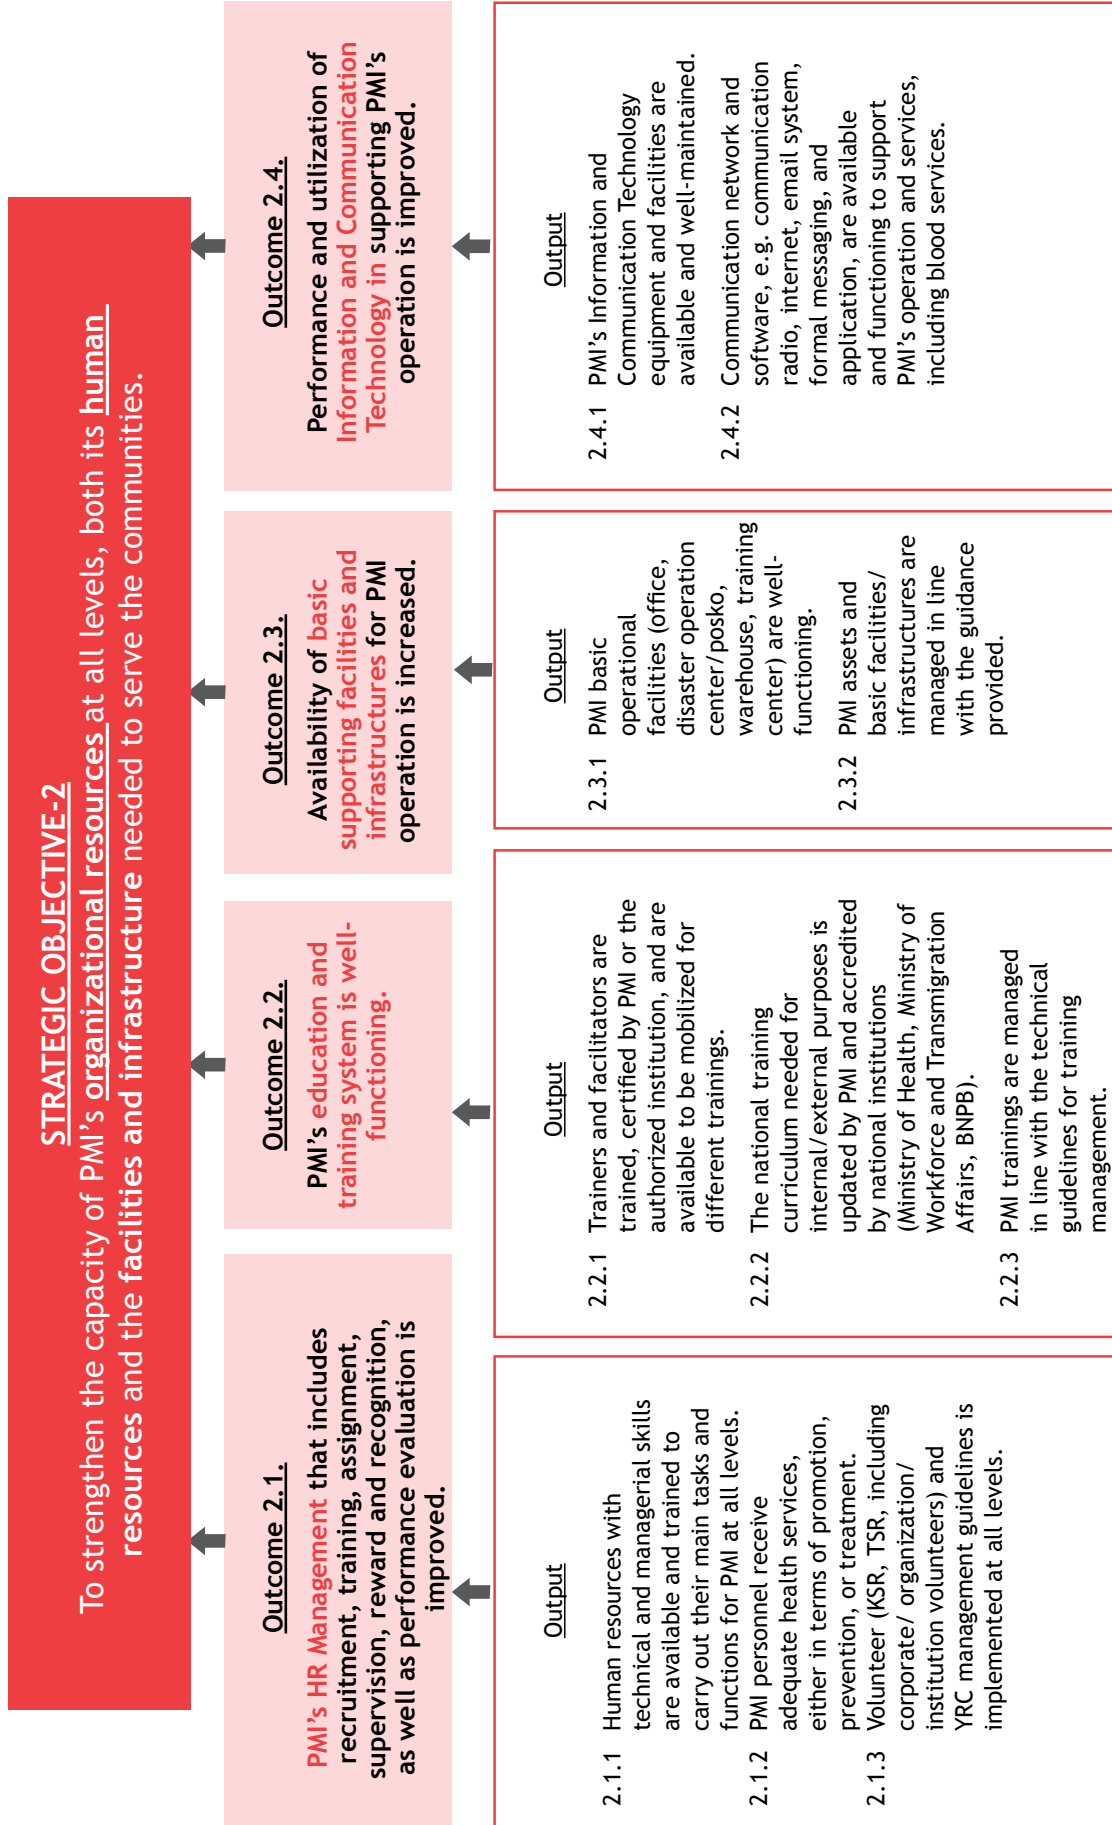 STRATEGIC OBJECTIVE-2
To strengthen the capacity of PMI's organizational resources at all levels, both its human
resources and the facilities and infrastructure needed to serve the communities.
Outcome 2.1.
PMI's HR Management that includes
recruitment, training, assignment,
supervision, reward and recognition,
as well as performance evaluation is
improved.
Outcome 2.2.
PMI's education and
training system is well-
functioning.
Outcome 2.3.
Availability of basic
supporting facilities and
infrastructures for PMI
operation is increased.
Outcome 2.4.
Performance and utilization of
Information and Communication
Technology in supporting PMI's
operation is improved.
Output
2.1.1 Human resources with
technical and managerial skills
are available and trained to
carry out their main tasks and
functions for PMI at all levels.
2.1.2 PMI personnel receive
adequate health services,
either in terms of promotion,
prevention, or treatment.
2.1.3 Volunteer (KSR, TSR, including
corporate/ organization/
institution volunteers) and
YRC management guidelines is
implemented at all levels.
Output
2.2.1 Trainers and facilitators are
trained, certified by PMI or the
authorized institution, and are
available to be mobilized for
different trainings.
2.2.2 The national training
curriculum needed for
internal/external purposes is
updated by PMI and accredited
by national institutions
(Ministry of Health, Ministry of
Workforce and Transmigration
Affairs, BNPB).
2.2.3 PMI trainings are managed
in line with the technical
guidelines for training
management.
Output
2.3.1 PMI basic
operational
facilities (office,
disaster operation
center/posko,
warehouse, training
center) are well-
functioning.
2.3.2 PMI assets and
basic facilities/
infrastructures are
managed in line
with the guidance
provided.
Output
2.4.1 PMI's Information and
Communication Technology
equipment and facilities are
available and well-maintained.
2.4.2 Communication network and
software, e.g. communication
radio, internet, email system,
formal messaging, and
application, are available
and functioning to support
PMI's operation and services,
including blood services.